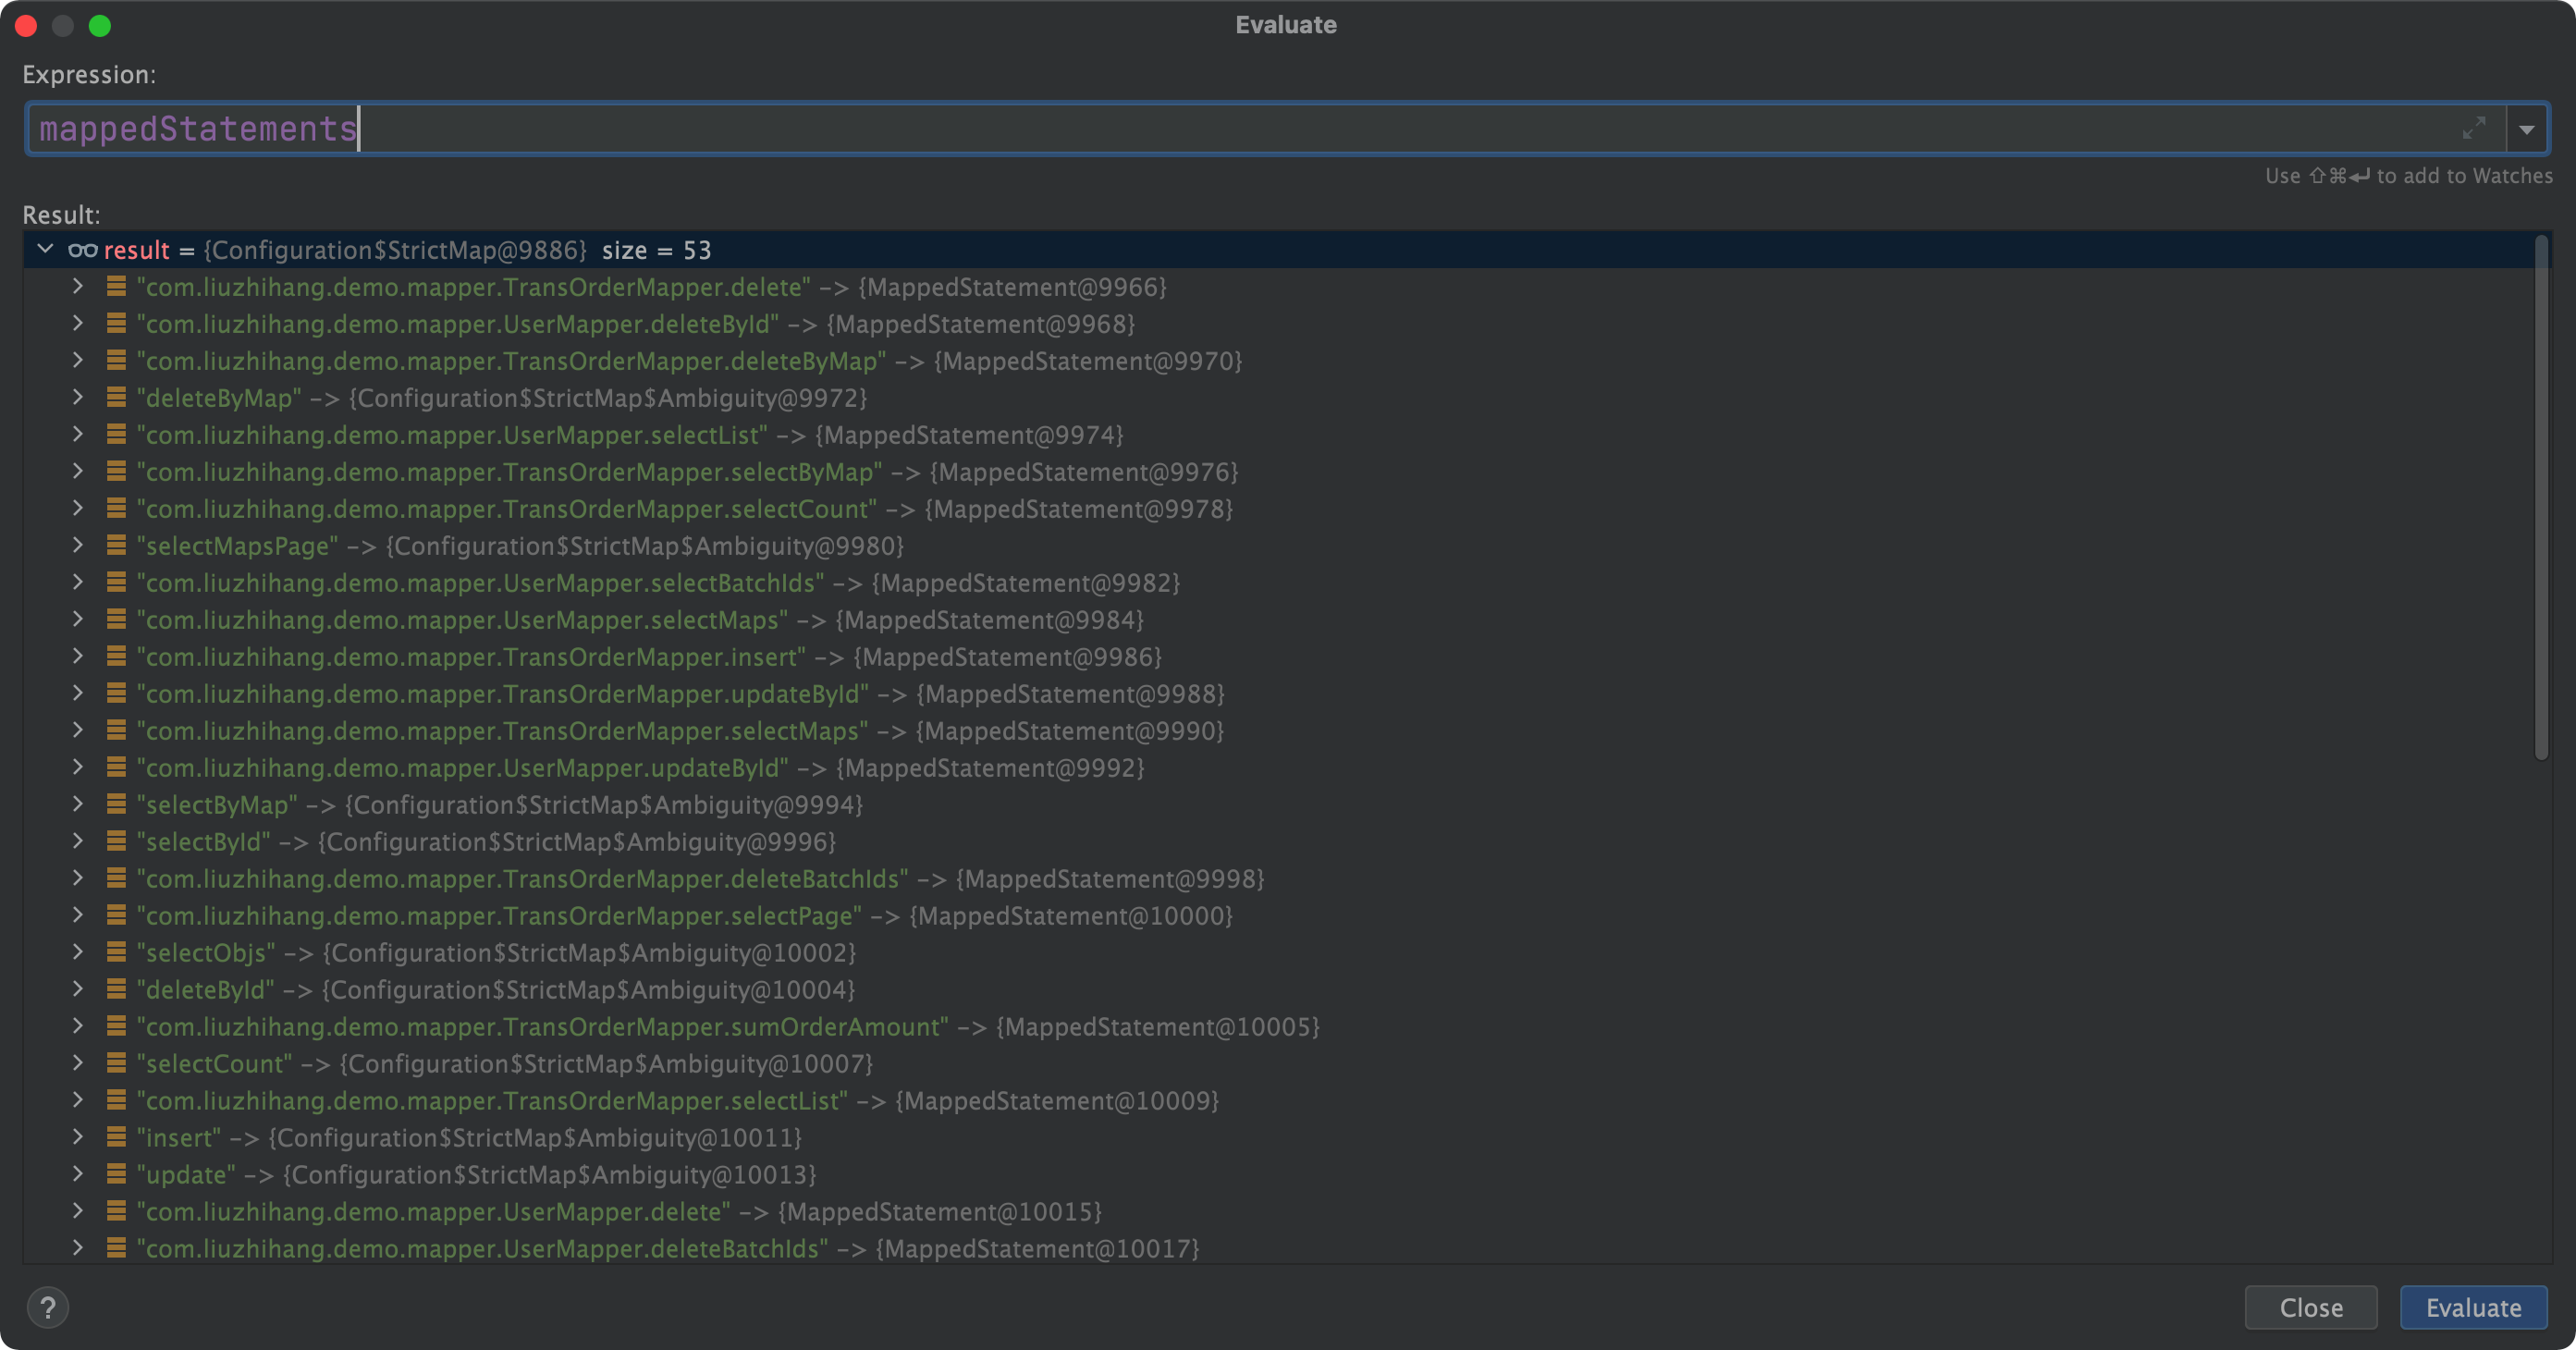 Evaluate
Expression:
mappedStatements
Use ⇧⌘↵ to add to Watches
Result:
result = {Configuration$StrictMap@9886} size = 53
"com.liuzhihang.demo.mapper.TransOrderMapper.delete" -> {MappedStatement@9966}
"com.liuzhihang.demo.mapper.UserMapper.deleteById" -> {MappedStatement@9968}
"com.liuzhihang.demo.mapper.TransOrderMapper.deleteByMap" -> {MappedStatement@9970}
"deleteByMap" -> {Configuration$StrictMap$Ambiguity@9972}
"com.liuzhihang.demo.mapper.UserMapper.selectList" -> {MappedStatement@9974}
"com.liuzhihang.demo.mapper.TransOrderMapper.selectByMap" -> {MappedStatement@9976}
"com.liuzhihang.demo.mapper.TransOrderMapper.selectCount" -> {MappedStatement@9978}
"selectMapsPage" -> {Configuration$StrictMap$Ambiguity@9980}
"com.liuzhihang.demo.mapper.UserMapper.selectBatchIds" -> {MappedStatement@9982}
"com.liuzhihang.demo.mapper.UserMapper.selectMaps" -> {MappedStatement@9984}
"com.liuzhihang.demo.mapper.TransOrderMapper.insert" -> {MappedStatement@9986}
"com.liuzhihang.demo.mapper.TransOrderMapper.updateById" -> {MappedStatement@9988}
"com.liuzhihang.demo.mapper.TransOrderMapper.selectMaps" -> {MappedStatement@9990}
"com.liuzhihang.demo.mapper.UserMapper.updateById" -> {MappedStatement@9992}
"selectByMap" -> {Configuration$StrictMap$Ambiguity@9994}
"selectById" -> {Configuration$StrictMap$Ambiguity@9996}
"com.liuzhihang.demo.mapper.TransOrderMapper.deleteBatchIds" -> {MappedStatement@9998}
"com.liuzhihang.demo.mapper.TransOrderMapper.selectPage" -> {MappedStatement@10000}
"selectObjs" -> {Configuration$StrictMap$Ambiguity@10002}
"deleteById" -> {Configuration$StrictMap$Ambiguity@10004}
"com.liuzhihang.demo.mapper.TransOrderMapper.sumOrderAmount" -> {MappedStatement@10005}
"selectCount" -> {Configuration$StrictMap$Ambiguity@10007}
"com.liuzhihang.demo.mapper.TransOrderMapper.selectList" -> {MappedStatement@10009}
"insert" -> {Configuration$StrictMap$Ambiguity@10011}
"update" -> {Configuration$StrictMap$Ambiguity@10013}
"com.liuzhihang.demo.mapper.UserMapper.delete" -> {MappedStatement@10015}
"com.liuzhihang.demo.mapper.UserMapper.deleteBatchIds" -> {MappedStatement@10017}
?
Close
Evaluate